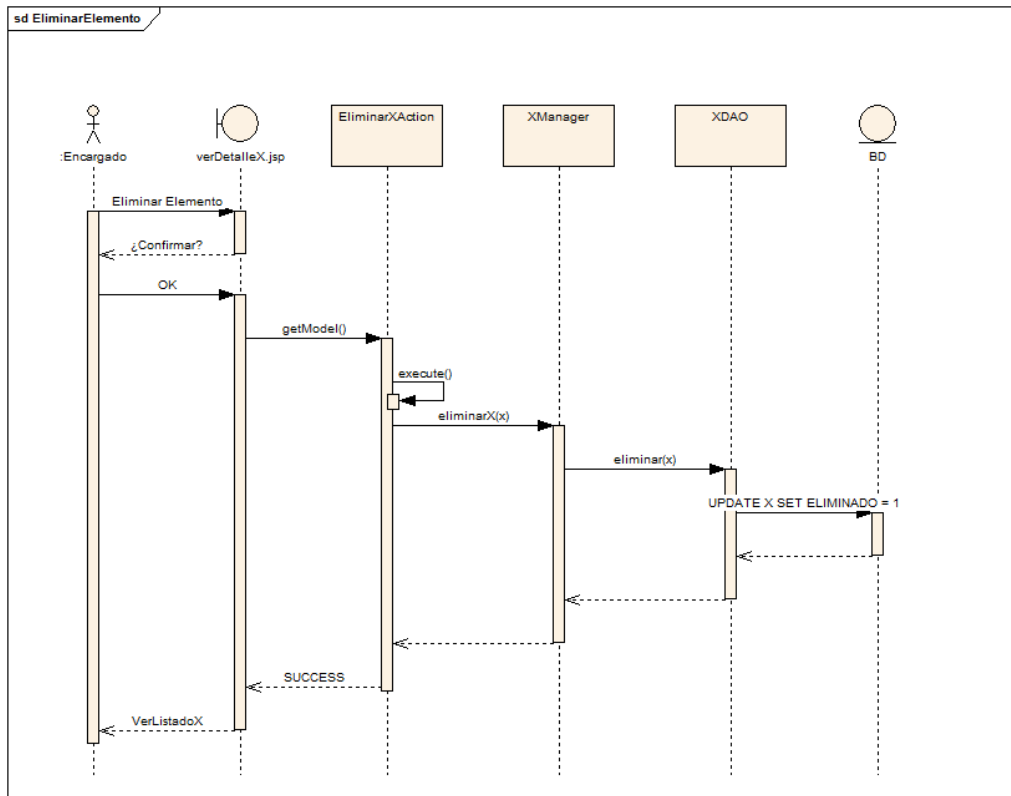 sd EliminarElemento
:Encargado
verDetalleX.jsp
EliminarXAction
XManager
XDAO
BD
Eliminar Elemento
¿Confirmar?
OK
getModel()
execute()
eliminarX(x)
eliminar(x)
UPDATE X SET ELIMINADO = 1
SUCCESS
VerListadoX